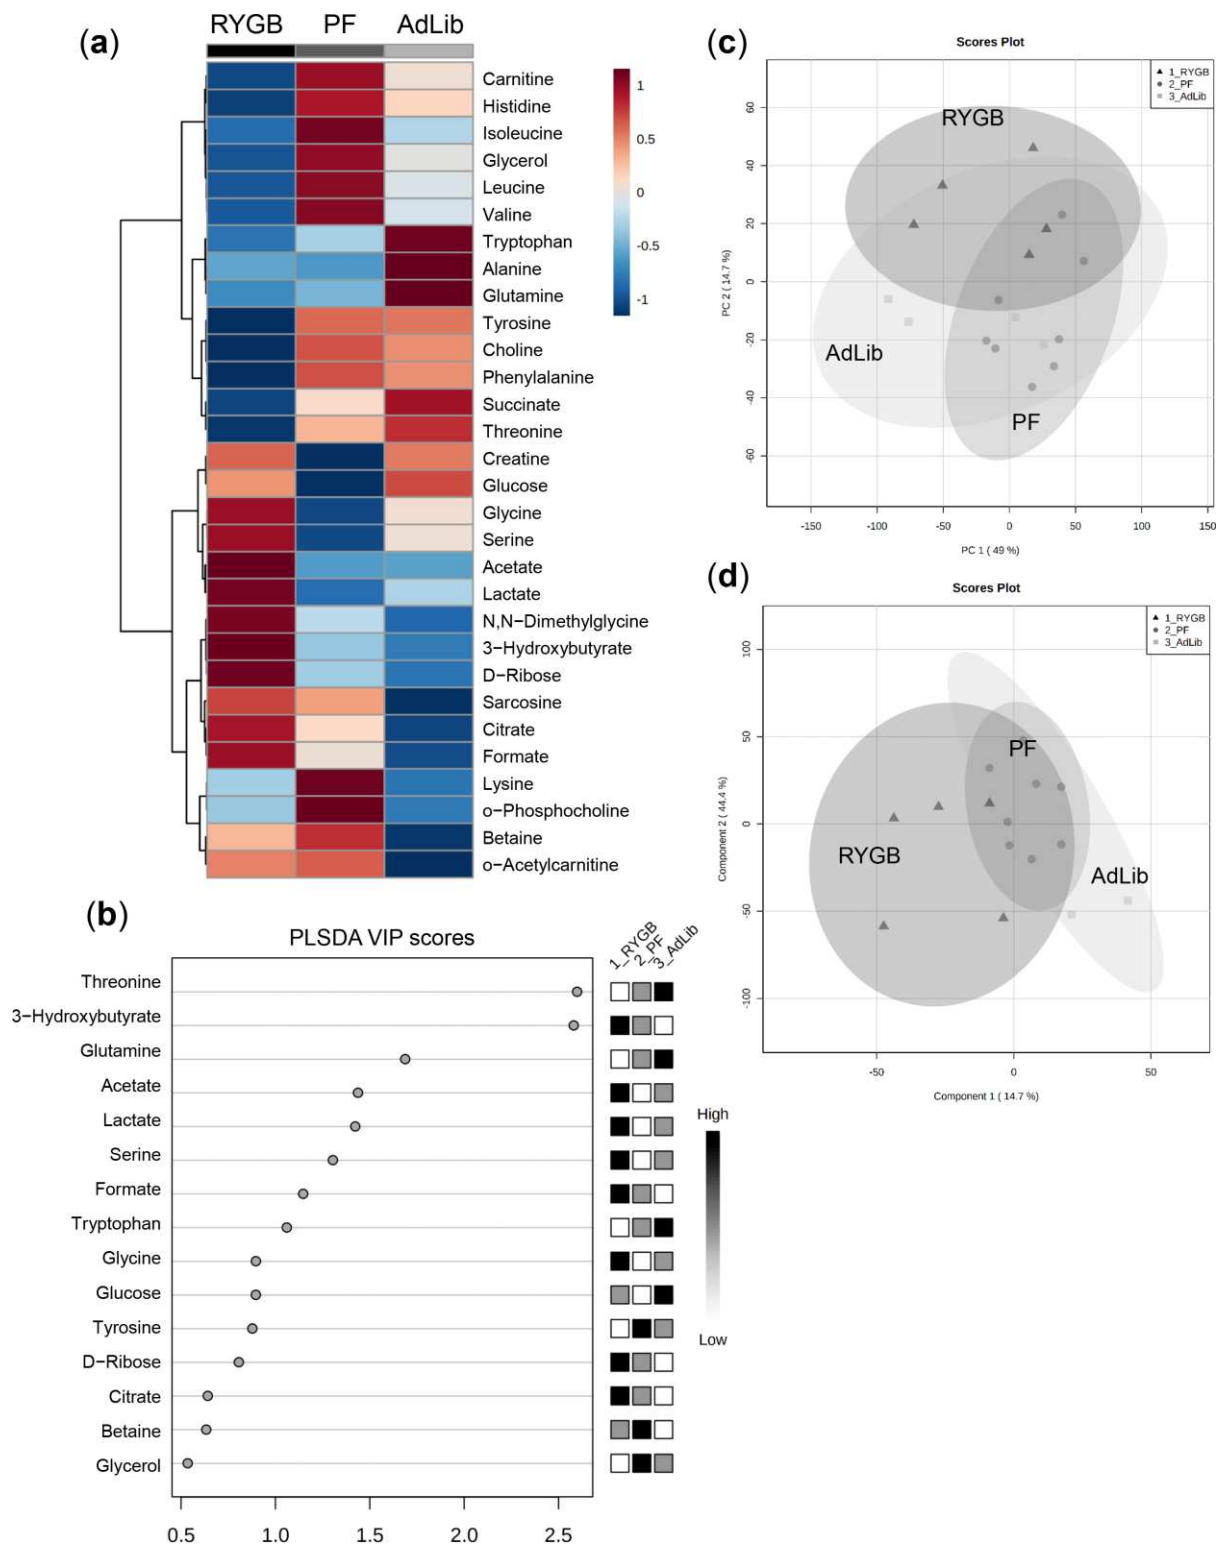 (a)
RYGB PF AdLib
Carnitine
Histidine
Isoleucine
Glycerol
Leucine
Valine
Tryptophan
Alanine
Glutamine
Tyrosine
Choline
Phenylalanine
Succinate
Threonine
Creatine
Glucose
Glycine
Serine
Acetate
Lactate
N,N−Dimethylglycine
3−Hydroxybutyrate
D−Ribose
Sarcosine
Citrate
Formate
Lysine
o−Phosphocholine
Betaine
o−Acetylcarnitine
1
0.5
0
-0.5
-1
(b)
PLSDA VIP scores
1_RYGB
2_PF
3_AdLib
Threonine
3−Hydroxybutyrate
Glutamine
Acetate
Lactate
Serine
Formate
Tryptophan
Glycine
Glucose
Tyrosine
D−Ribose
Citrate
Betaine
Glycerol
0.5 1.0 1.5 2.0 2.5
High
Low
(c)
Scores Plot
1_RYGB
2_PF
3_AdLib
RYGB
AdLib
PF
PC 2 ( 14.7 %)
60
40
20
0
-20
-40
-60
-150 -100 -50 0 50 100 150
PC 1 ( 49 %)
(d)
Scores Plot
1_RYGB
2_PF
3_AdLib
PF
RYGB
AdLib
Component 2 ( 44.4 %)
100
50
0
-50
-100
-50 0 50
Component 1 ( 14.7 %)